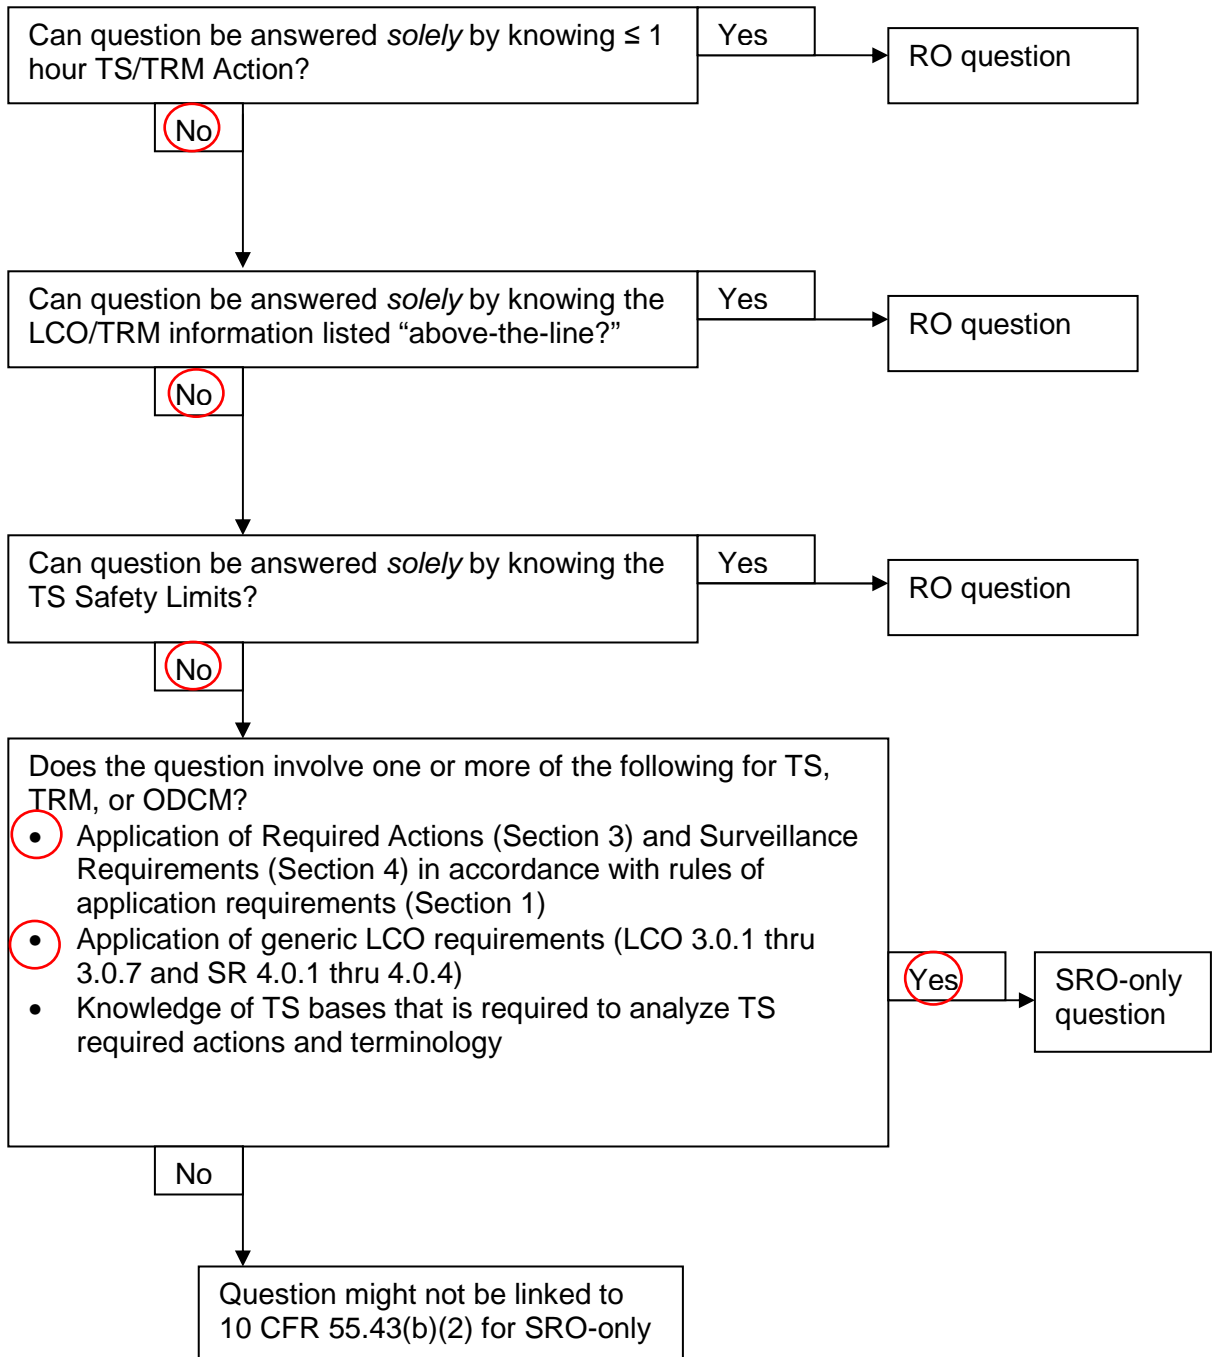 Can question be answered solely by knowing ≤ 1
hour TS/TRM Action?
Yes
RO question
No
Can question be answered solely by knowing the
LCO/TRM information listed “above-the-line?”
Yes
RO question
No
Can question be answered solely by knowing the
TS Safety Limits?
Yes
RO question
No
Does the question involve one or more of the following for TS,
TRM, or ODCM?
• Application of Required Actions (Section 3) and Surveillance
Requirements (Section 4) in accordance with rules of
application requirements (Section 1)
• Application of generic LCO requirements (LCO 3.0.1 thru
3.0.7 and SR 4.0.1 thru 4.0.4)
• Knowledge of TS bases that is required to analyze TS
required actions and terminology
Yes
SRO-only
question
No
Question might not be linked to
10 CFR 55.43(b)(2) for SRO-only